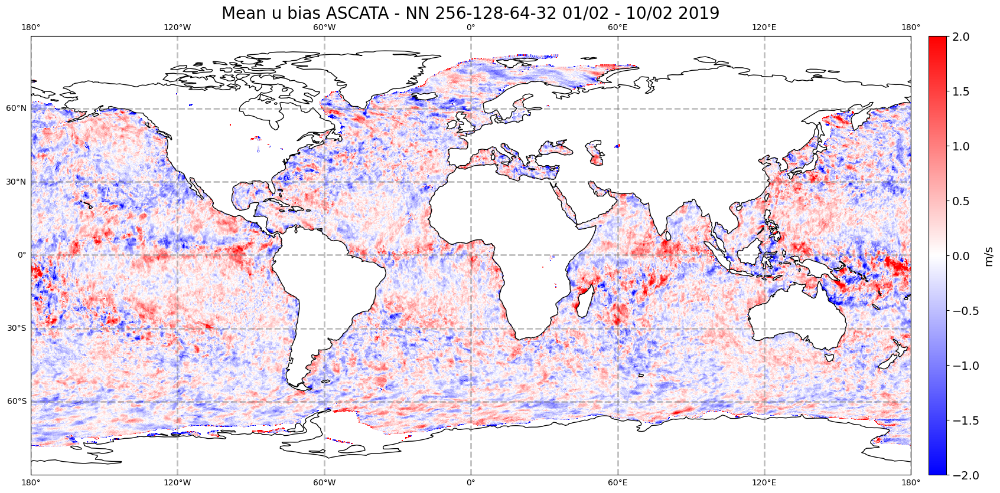 Mean u bias ASCATA - NN 256-128-64-32 01/02 - 10/02 2019
180° 120°W 60°W 0° 60°E 120°E 180°
60°N
30°N
0°
30°S
60°S
180° 120°W 60°W 0° 60°E 120°E 180°
2.0
1.5
1.0
0.5
0.0
−0.5
−1.0
−1.5
−2.0
m/s